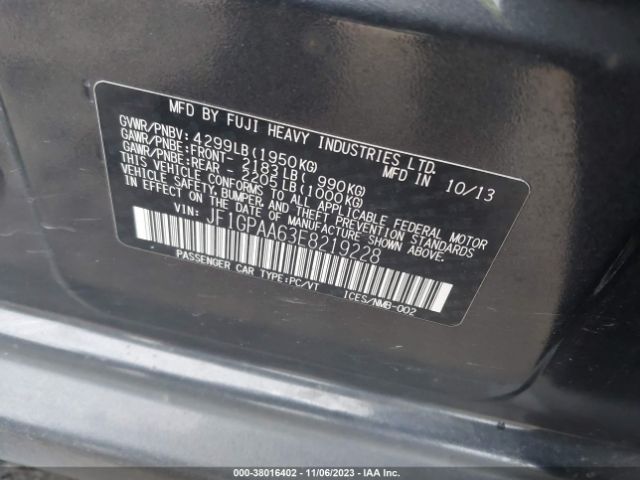 MFD BY FUJI HEAVY INDUSTRIES LTD.
GVWR/PNBV: 4299LB(1950KG) MFD IN 10/13
GAWR/PNBE:FRONT- 2183LB( 990KG)
GAWR/PNBE:REAR - 2205LB(1000KG)
THIS VEHICLE CONFORMS TO ALL APPLICABLE FEDERAL MOTOR
VEHICLE SAFETY,BUMPER,AND THEFT PREVENTION STANDARDS
IN EFFECT ON THE DATE OF MANUFACTURE SHOWN ABOVE.
VIN: JF1GPAA63E8219228
PASSENGER CAR TYPE:PC/VT ICES/NMB-002
000-38016402 - 11/06/2023 - © IAA Inc.